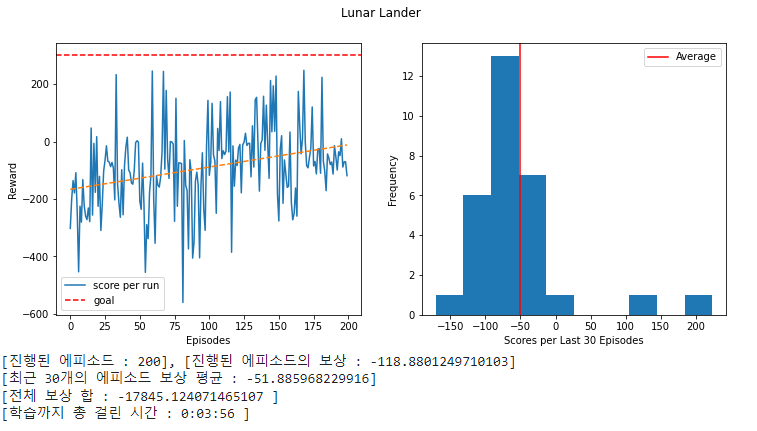 Lunar Lander
200
0
−200
−400
−600
Reward
0 25 50 75 100 125 150 175 200
Episodes
score per run
goal
12
10
8
6
4
2
0
Frequency
−150 −100 −50 0 50 100 150 200
Scores per Last 30 Episodes
Average
[진행된 에피소드 : 200], [진행된 에피소드의 보상 : -118.8801249710103]
[최근 30개의 에피소드 보상 평균 : -51.885968229916]
[전체 보상 합 : -17845.124071465107 ]
[학습까지 총 걸린 시간 : 0:03:56 ]